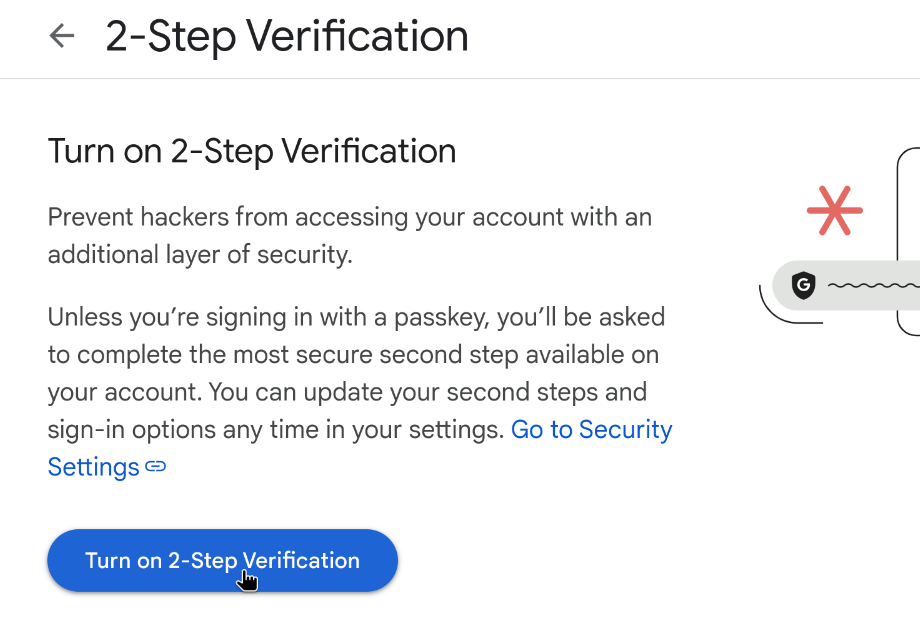 2-Step Verification
Turn on 2-Step Verification
Prevent hackers from accessing your account with an
additional layer of security.
Unless you’re signing in with a passkey, you’ll be asked
to complete the most secure second step available on
your account. You can update your second steps and
sign-in options any time in your settings. Go to Security
Settings
G
Turn on 2-Step Verification